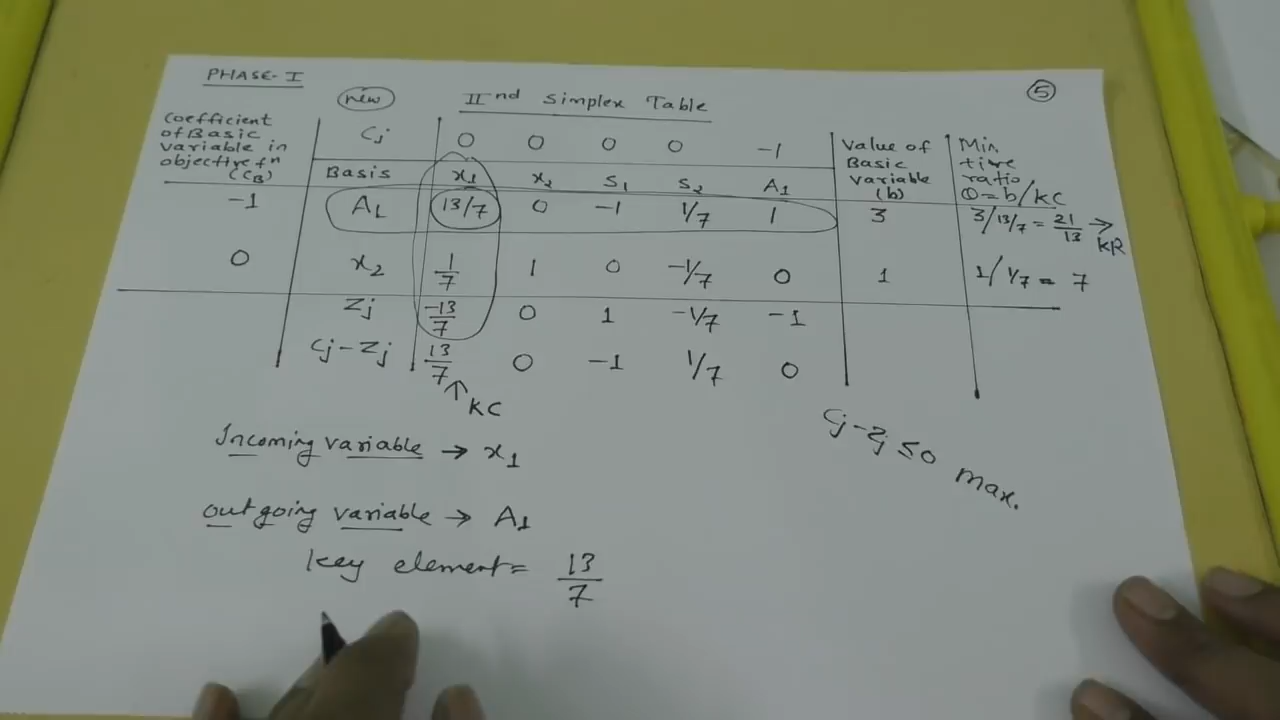 PHASE-I
5
new
IInd Simplex Table
Coefficient of Basic variable in objective fn (CB)
Cj 0 0 0 0 -1
Value of Basic variable (b)
Min tive ratio θ=b/KC
Basis x1 x2 S1 S2 A1
-1 A1 13/7 0 -1 1/7 1 3 3/13/7 = 21/13 → KR
0 x2 1/7 1 0 -1/7 0 1 1/1/7 = 7
Zj -13/7 0 1 -1/7 -1
Cj-Zj 13/7 0 -1 1/7 0
↑ KC
Cj-Zj ≤0 max.
Incoming variable → x1
outgoing variable → A1
key element = 13/7